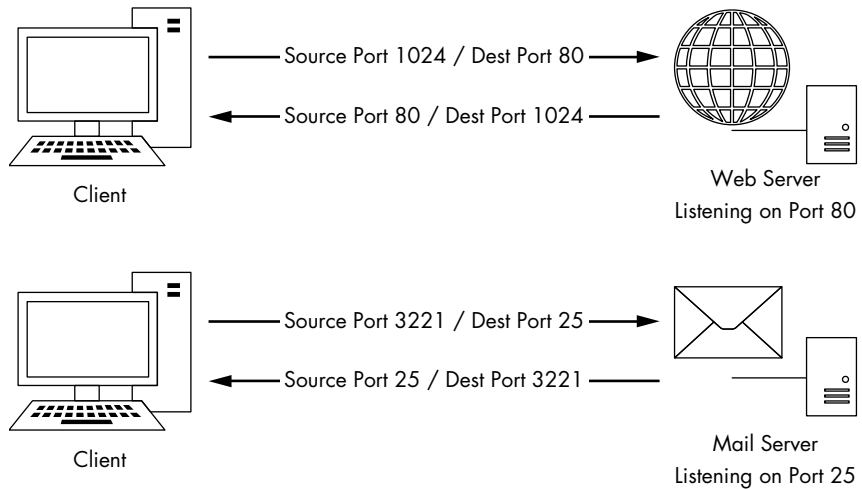 Source Port 1024 / Dest Port 80
Source Port 80 / Dest Port 1024
Client
Web Server
Listening on Port 80
Source Port 3221 / Dest Port 25
Source Port 25 / Dest Port 3221
Client
Mail Server
Listening on Port 25